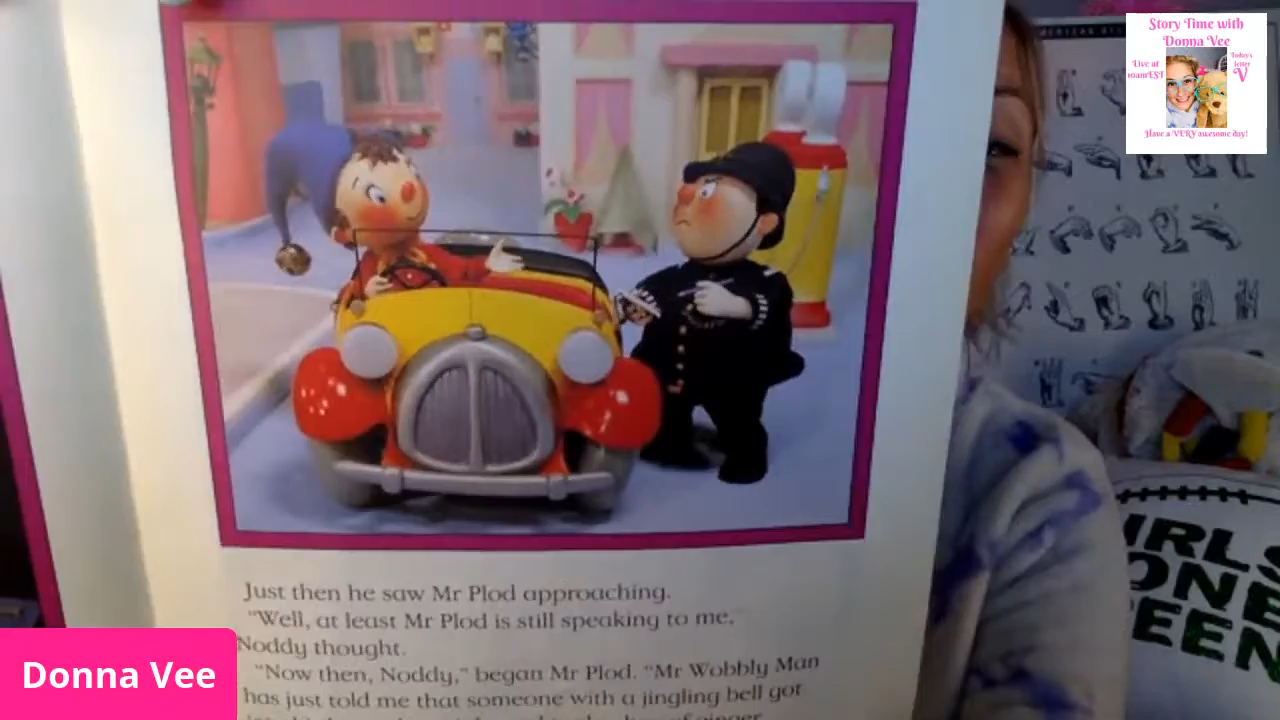 Story Time with
Donna Vee
Live at
10amEST
Today's
letter
V
Have a VERY awesome day!
Just then he saw Mr Plod approaching.
"Well, at least Mr Plod is still speaking to me,"
Noddy thought.
"Now then, Noddy," began Mr Plod. "Mr Wobbly Man
has just told me that someone with a jingling bell got
Donna Vee